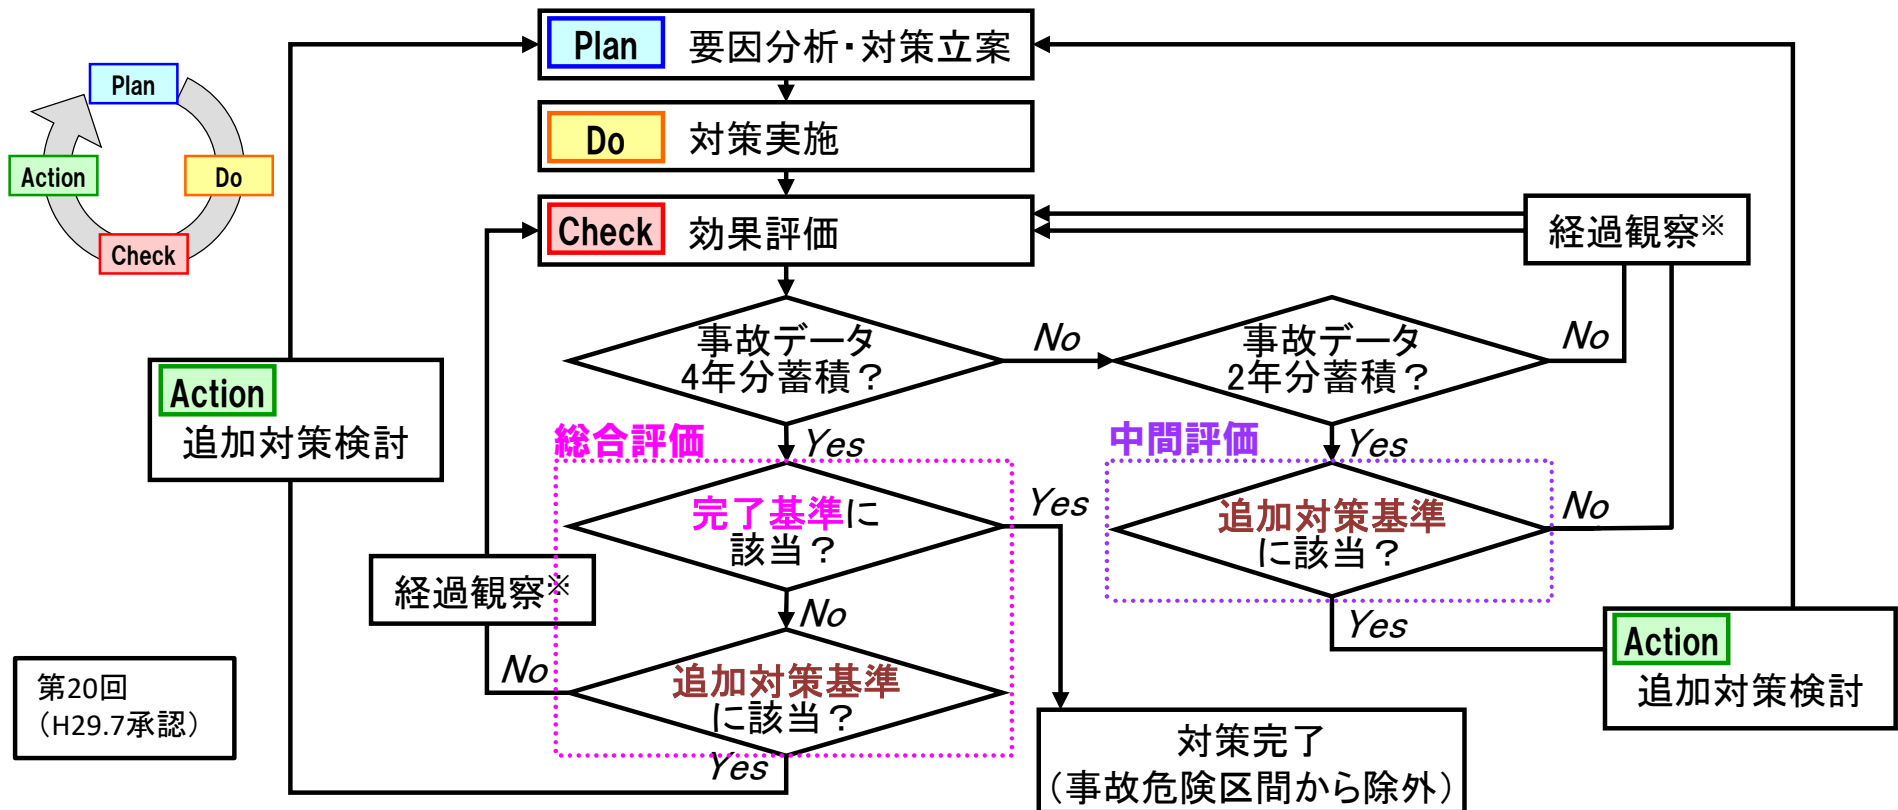 Plan
Do
Check
Action
Plan 要因分析・対策立案
Do 対策実施
Check 効果評価
経過観察※
事故データ
4年分蓄積？
No
事故データ
2年分蓄積？
No
Action
追加対策検討
総合評価
Yes
中間評価
Yes
完了基準に
該当？
Yes
追加対策基準
に該当？
No
経過観察※
No
Yes
Action
追加対策検討
No
追加対策基準
に該当？
Yes
対策完了
（事故危険区間から除外）
第20回
（H29.7承認）